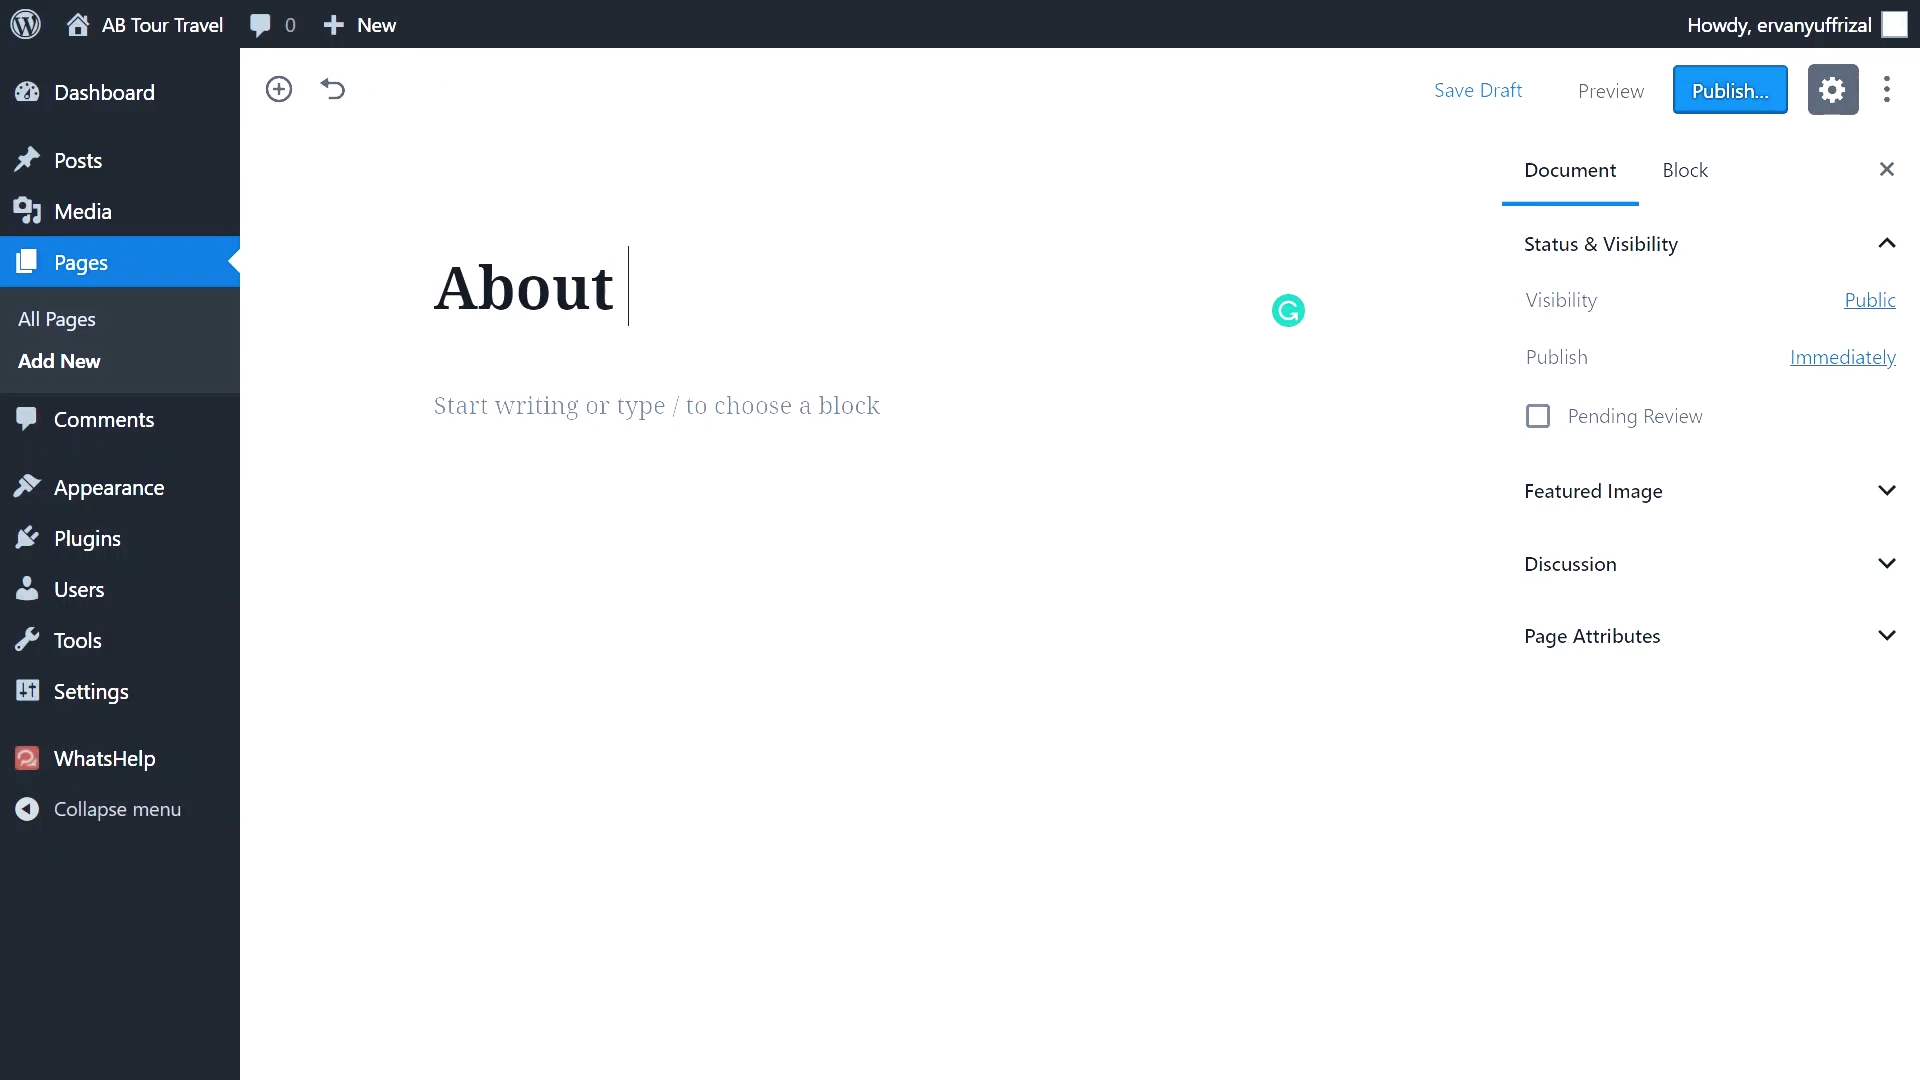 AB Tour Travel
0
New
Howdy, ervanyuffrizal
Dashboard
Posts
Media
Pages
All Pages
Add New
Comments
Appearance
Plugins
Users
Tools
Settings
WhatsHelp
Collapse menu
Save Draft
Preview
Publish...
About
Start writing or type / to choose a block
Document
Block
Status & Visibility
Visibility
Public
Publish
Immediately
Pending Review
Featured Image
Discussion
Page Attributes